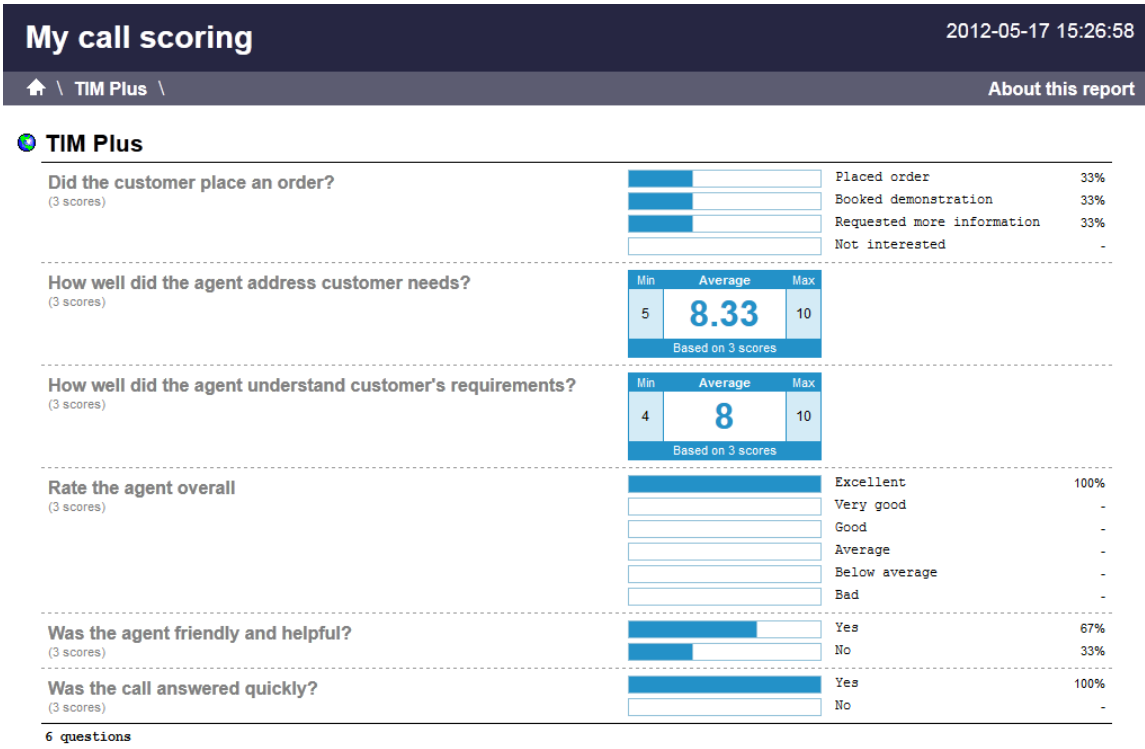 My call scoring 2012-05-17 15:26:58
\ TIM Plus \ About this report
TIM Plus
Did the customer place an order?
(3 scores)
Placed order 33%
Booked demonstration 33%
Requested more information 33%
Not interested -
How well did the agent address customer needs?
(3 scores)
Min Average Max
5 8.33 10
Based on 3 scores
How well did the agent understand customer's requirements?
(3 scores)
Min Average Max
4 8 10
Based on 3 scores
Rate the agent overall
(3 scores)
Excellent 100%
Very good -
Good -
Average -
Below average -
Bad -
Was the agent friendly and helpful?
(3 scores)
Yes 67%
No 33%
Was the call answered quickly?
(3 scores)
Yes 100%
No -
6 questions